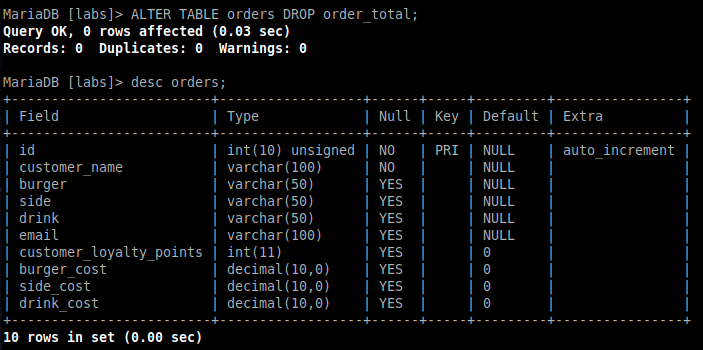 MariaDB [labs]> ALTER TABLE orders DROP order_total;
Query OK, 0 rows affected (0.03 sec)
Records: 0  Duplicates: 0  Warnings: 0

MariaDB [labs]> desc orders;
+-------------------------+------------------+------+-----+---------+----------------+
| Field                   | Type             | Null | Key | Default | Extra          |
+-------------------------+------------------+------+-----+---------+----------------+
| id                      | int(10) unsigned | NO   | PRI | NULL    | auto_increment |
| customer_name           | varchar(100)     | NO   |     | NULL    |                |
| burger                  | varchar(50)      | YES  |     | NULL    |                |
| side                    | varchar(50)      | YES  |     | NULL    |                |
| drink                   | varchar(50)      | YES  |     | NULL    |                |
| email                   | varchar(100)     | YES  |     | NULL    |                |
| customer_loyalty_points | int(11)          | YES  |     | 0       |                |
| burger_cost             | decimal(10,0)    | YES  |     | 0       |                |
| side_cost               | decimal(10,0)    | YES  |     | 0       |                |
| drink_cost              | decimal(10,0)    | YES  |     | 0       |                |
+-------------------------+------------------+------+-----+---------+----------------+
10 rows in set (0.00 sec)